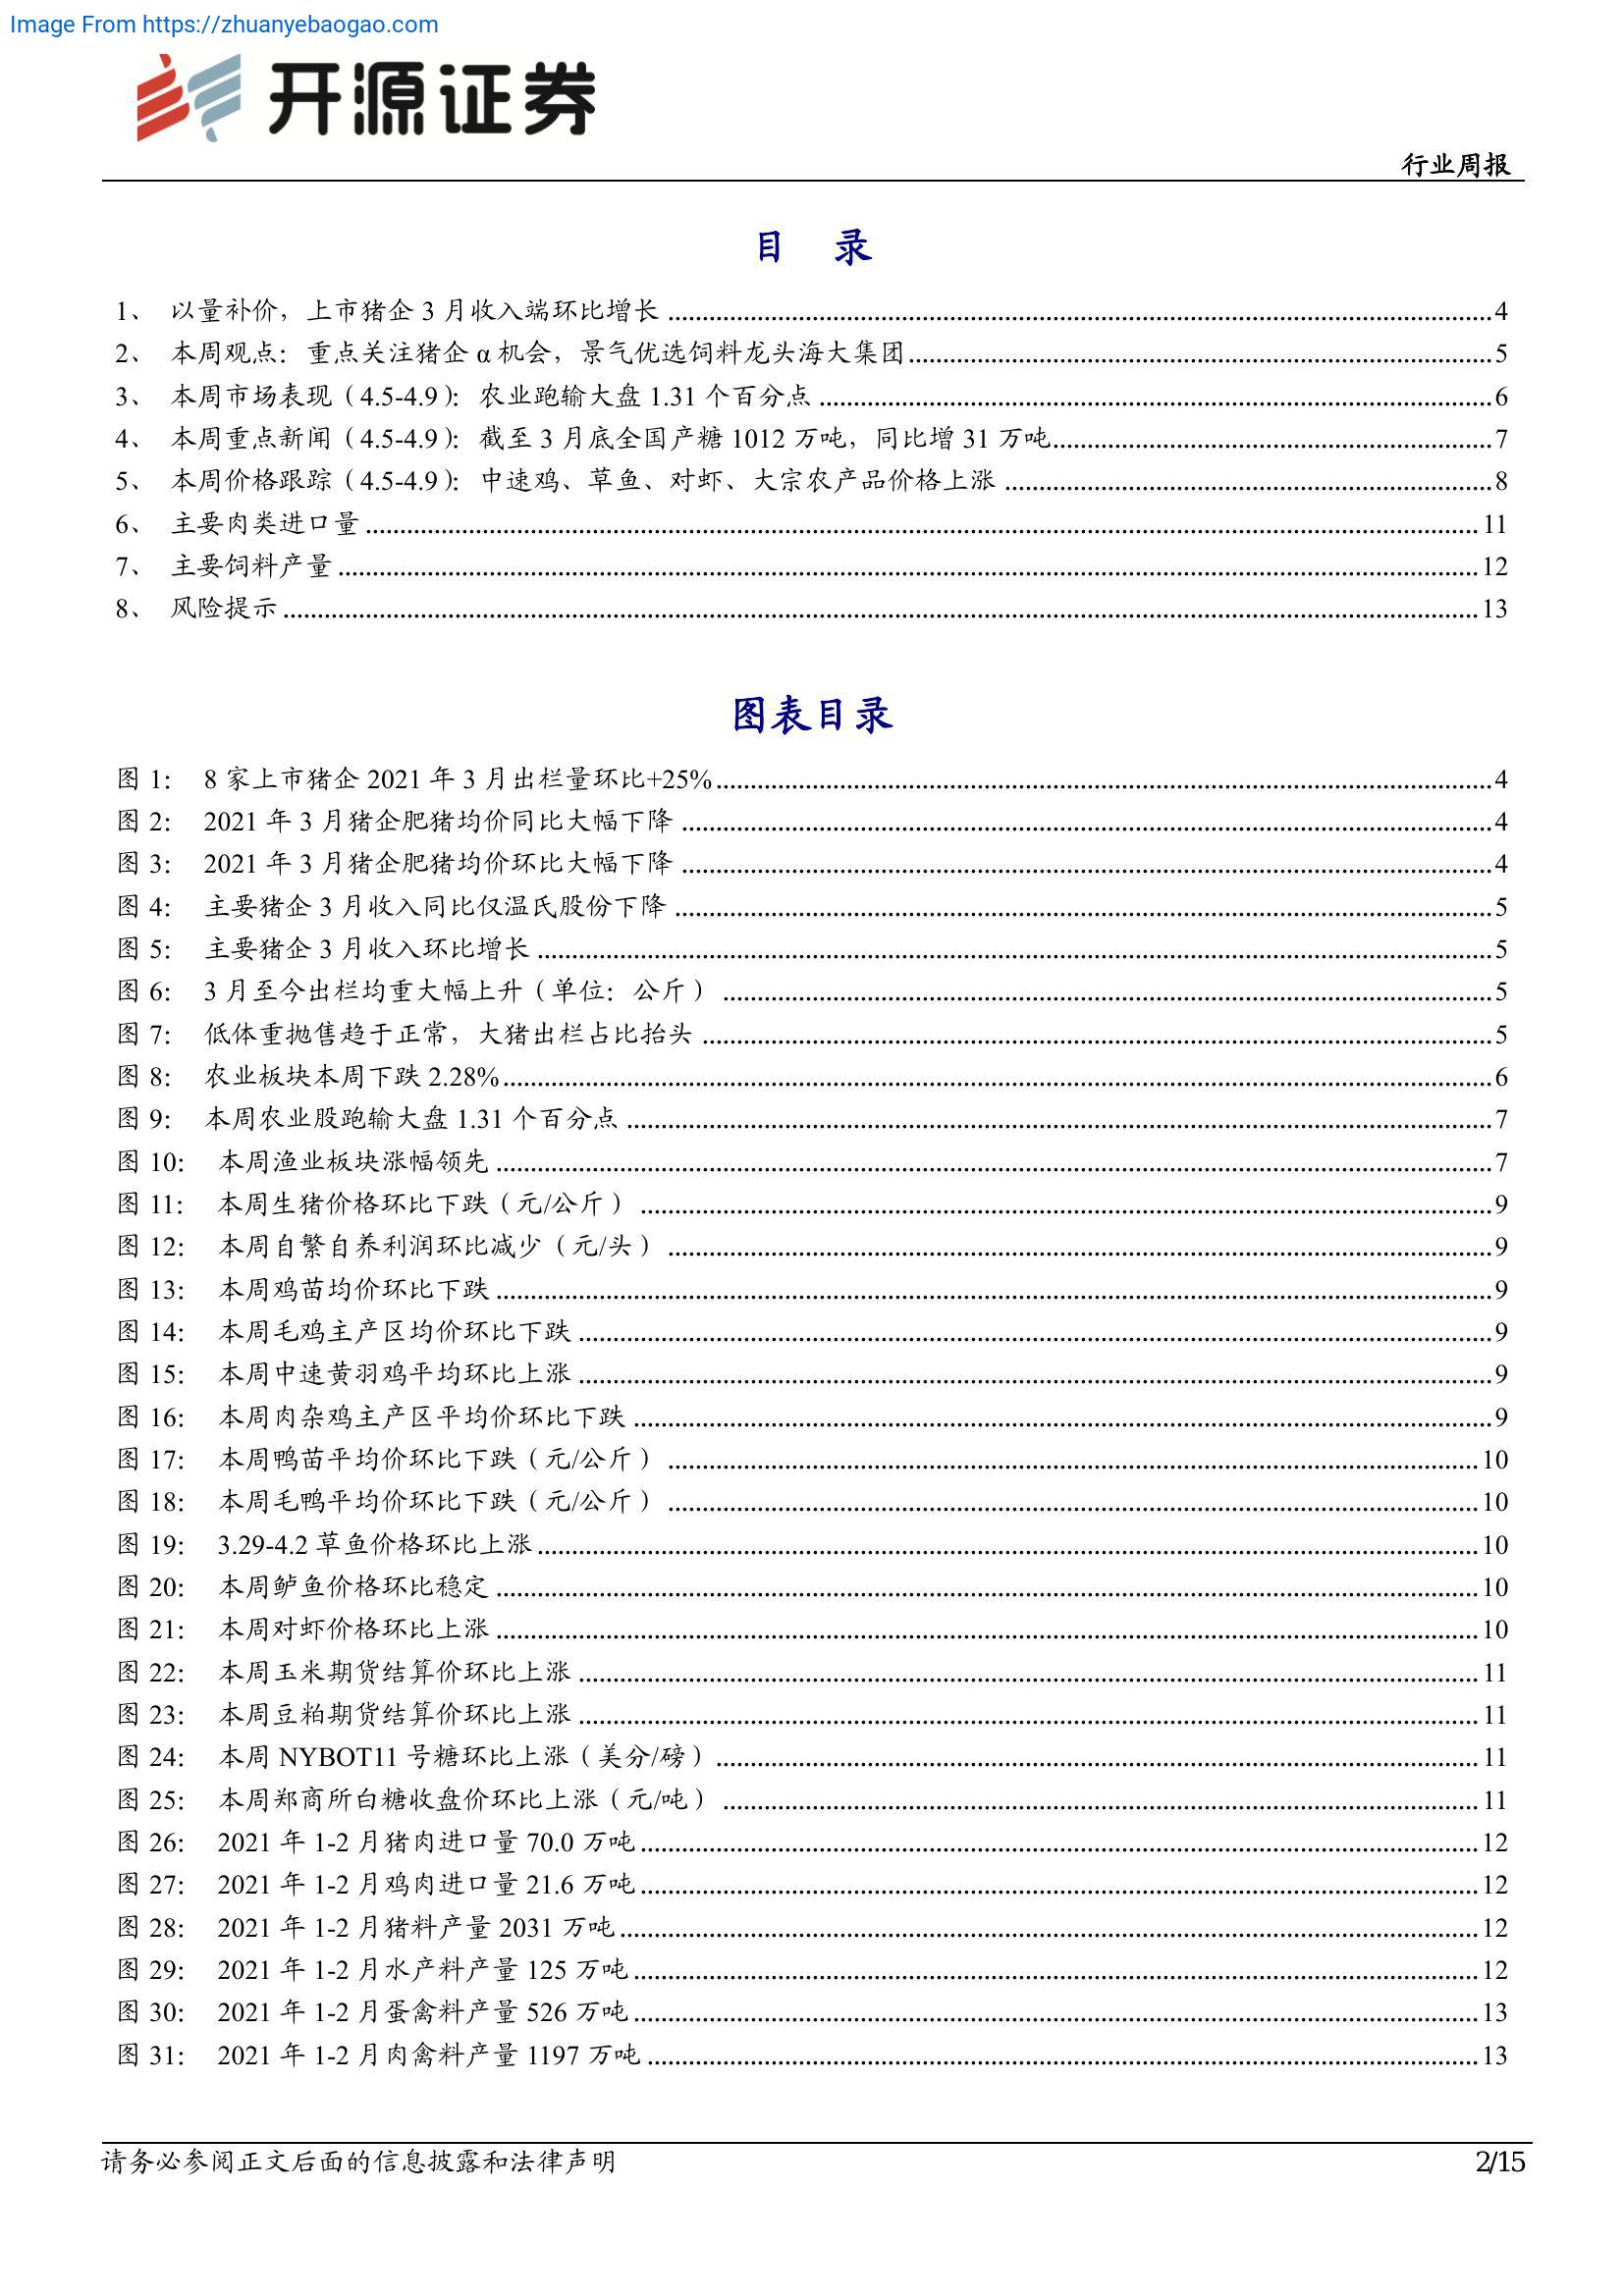 Image From https://zhuanyebaogao.com
开源证券
行业周报
目 录
1、 以量补价，上市猪企 3 月收入端环比增长 4
2、 本周观点：重点关注猪企 α 机会，景气优选饲料龙头海大集团 5
3、 本周市场表现（4.5-4.9）：农业跑输大盘 1.31 个百分点 6
4、 本周重点新闻（4.5-4.9）：截至 3 月底全国产糖 1012 万吨，同比增 31 万吨 7
5、 本周价格跟踪（4.5-4.9）：中速鸡、草鱼、对虾、大宗农产品价格上涨 8
6、 主要肉类进口量 11
7、 主要饲料产量 12
8、 风险提示 13
图表目录
图 1： 8 家上市猪企 2021 年 3 月出栏量环比+25% 4
图 2： 2021 年 3 月猪企肥猪均价同比大幅下降 4
图 3： 2021 年 3 月猪企肥猪均价环比大幅下降 4
图 4： 主要猪企 3 月收入同比仅温氏股份下降 5
图 5： 主要猪企 3 月收入环比增长 5
图 6： 3 月至今出栏均重大幅上升（单位：公斤） 5
图 7： 低体重抛售趋于正常，大猪出栏占比抬头 5
图 8： 农业板块本周下跌 2.28% 6
图 9： 本周农业股跑输大盘 1.31 个百分点 7
图 10： 本周渔业板块涨幅领先 7
图 11： 本周生猪价格环比下跌（元/公斤） 9
图 12： 本周自繁自养利润环比减少（元/头） 9
图 13： 本周鸡苗均价环比下跌 9
图 14： 本周毛鸡主产区均价环比下跌 9
图 15： 本周中速黄羽鸡平均环比上涨 9
图 16： 本周肉杂鸡主产区平均价环比下跌 9
图 17： 本周鸭苗平均价环比下跌（元/公斤） 10
图 18： 本周毛鸭平均价环比下跌（元/公斤） 10
图 19： 3.29-4.2 草鱼价格环比上涨 10
图 20： 本周鲈鱼价格环比稳定 10
图 21： 本周对虾价格环比上涨 10
图 22： 本周玉米期货结算价环比上涨 11
图 23： 本周豆粕期货结算价环比上涨 11
图 24： 本周 NYBOT11 号糖环比上涨（美分/磅） 11
图 25： 本周郑商所白糖收盘价环比上涨（元/吨） 11
图 26： 2021 年 1-2 月猪肉进口量 70.0 万吨 12
图 27： 2021 年 1-2 月鸡肉进口量 21.6 万吨 12
图 28： 2021 年 1-2 月猪料产量 2031 万吨 12
图 29： 2021 年 1-2 月水产料产量 125 万吨 12
图 30： 2021 年 1-2 月蛋禽料产量 526 万吨 13
图 31： 2021 年 1-2 月肉禽料产量 1197 万吨 13
请务必参阅正文后面的信息披露和法律声明 2/15